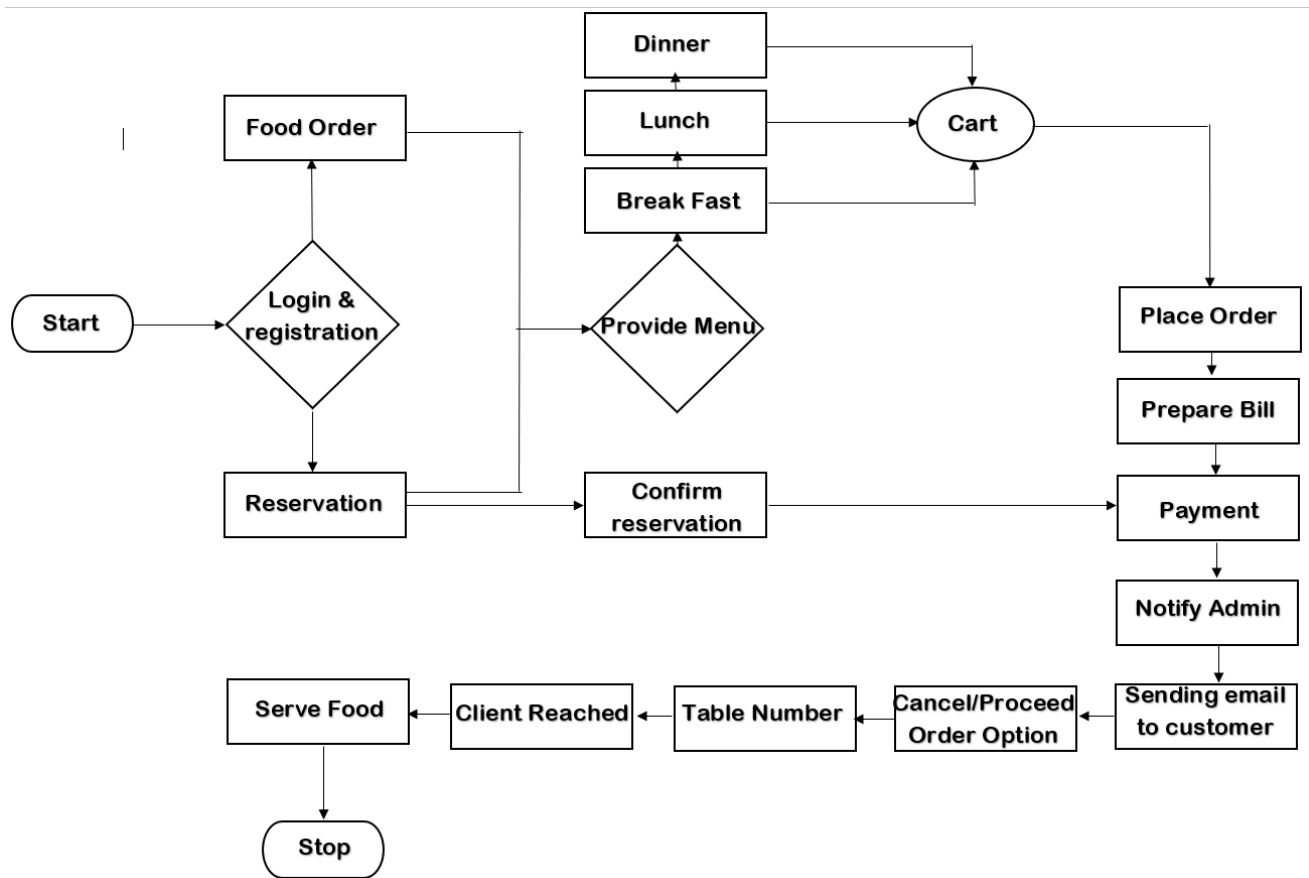 Dinner
Food Order
Lunch
Cart
Break Fast
Login &
registration
Start
Provide Menu
Place Order
Prepare Bill
Reservation
Confirm
reservation
Payment
Notify Admin
Serve Food
Client Reached
Table Number
Cancel/Proceed
Order Option
Sending email
to customer
Stop